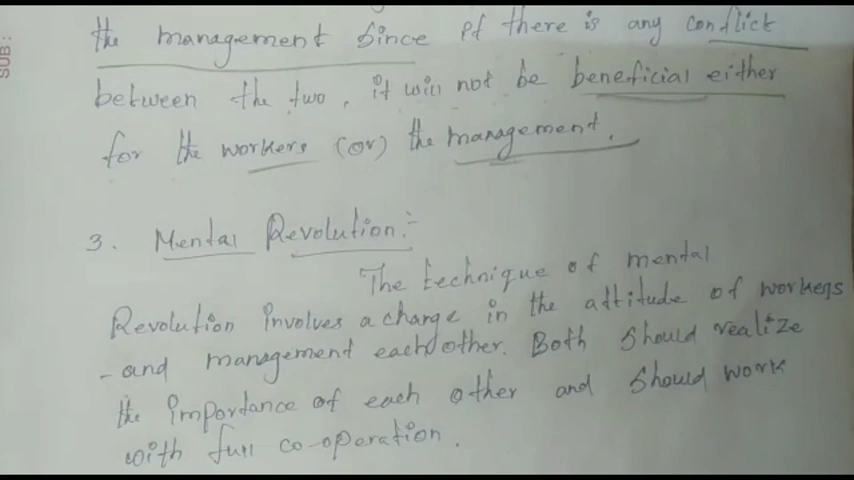 SUB:
the management Since if there is any conflick
between the two, it will not be beneficial either
for the workers (or) the management.
3. Mental Revolution:-
The technique of mental
Revolution involves a charge in the attitude of workers
- and management each other. Both should realize
the importance of each other and should work
with full co-operation.